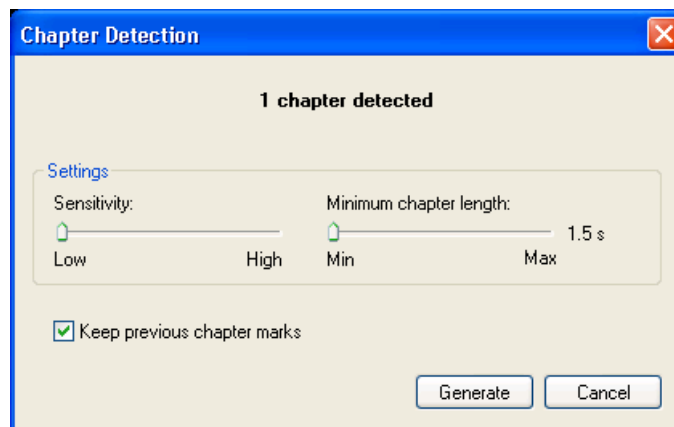 Chapter Detection
1 chapter detected
Settings
Sensitivity:
Low High
Minimum chapter length:
1.5 s
Min Max
Keep previous chapter marks
Generate Cancel